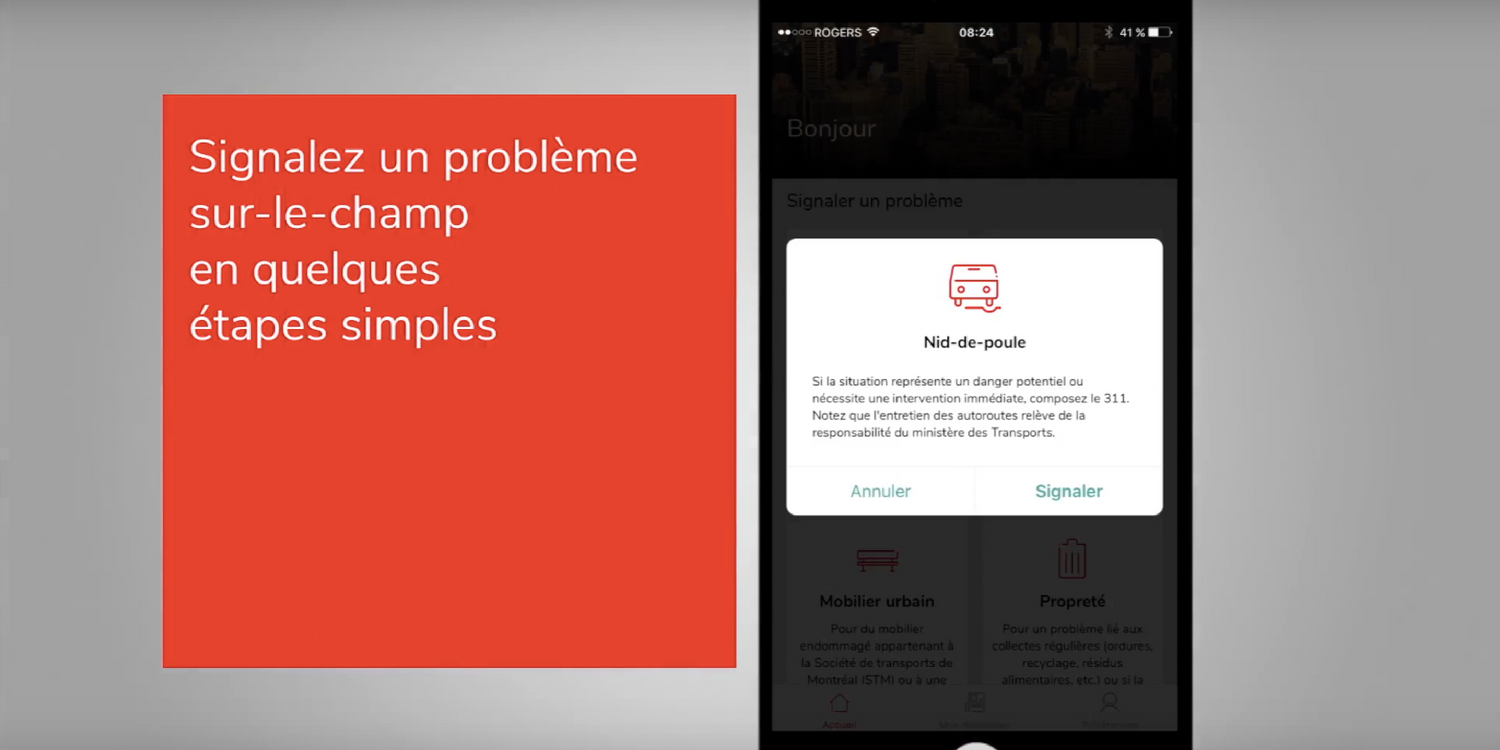 Signalez un problème
sur-le-champ
en quelques
étapes simples
ROGERS
08:24
41 %
Bonjour
Signaler un problème
Nid-de-poule
Si la situation représente un danger potentiel ou
nécessite une intervention immédiate, composez le 311.
Notez que l'entretien des autoroutes relève de la
responsabilité du ministère des Transports.
Annuler
Signaler
Mobilier urbain
Pour du mobilier
endommagé appartenant à
la Société de transports de
Montréal (STM) ou à une
Propreté
Pour un problème lié aux
collectes régulières (ordures,
recyclage, résidus
alimentaires, etc.) ou si la
Accueil